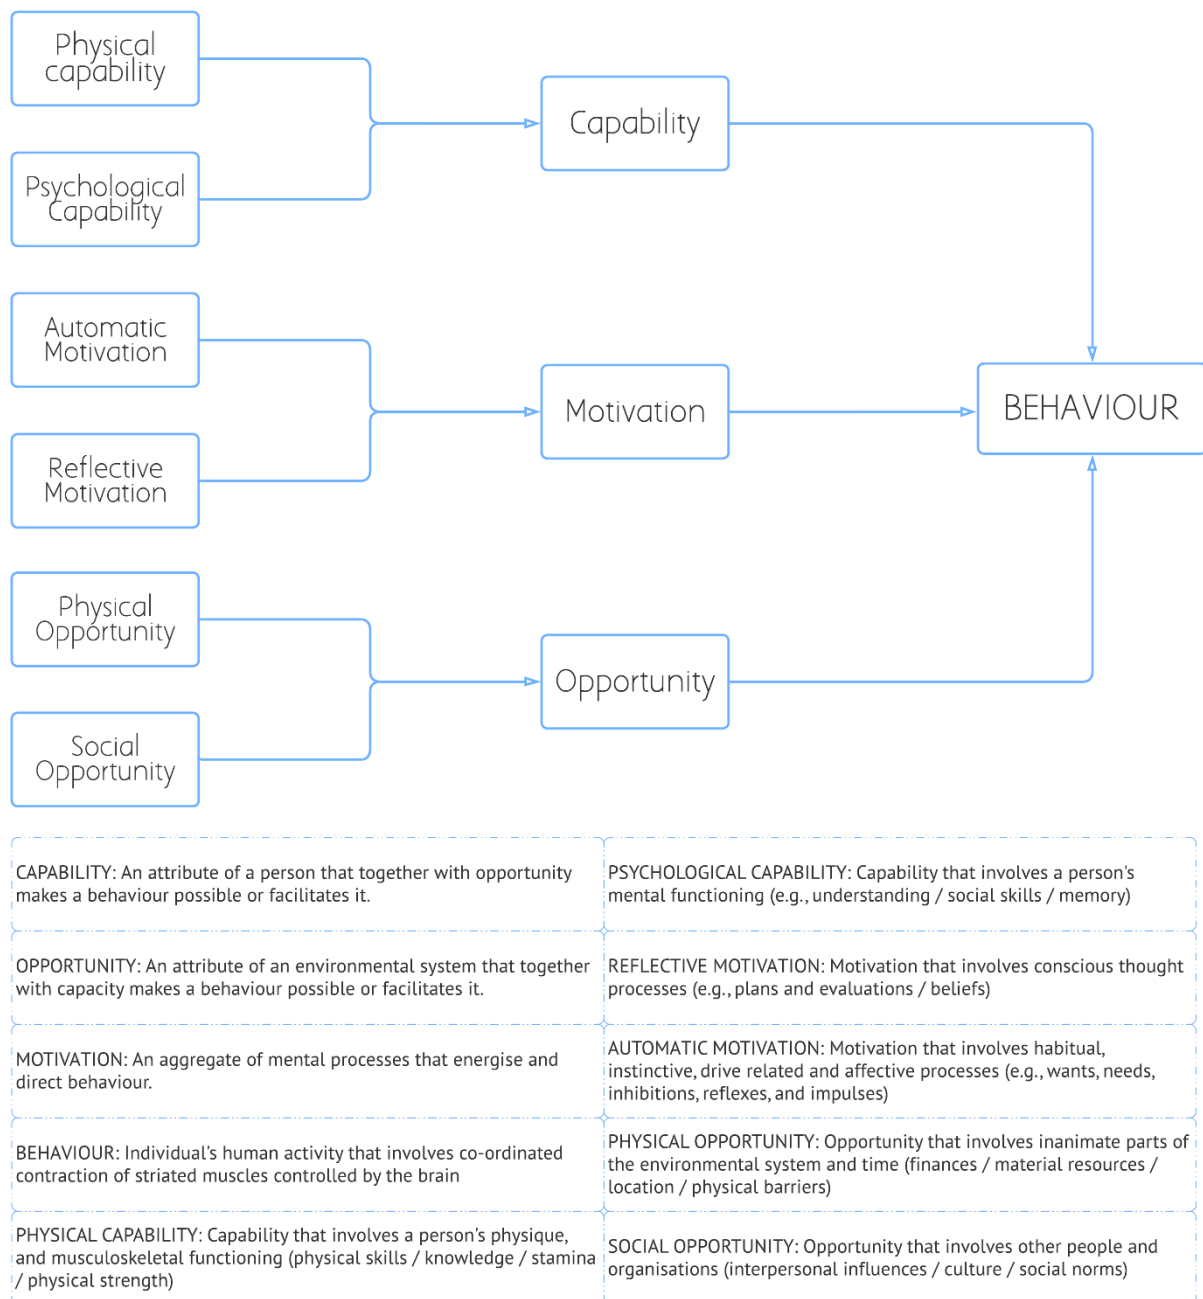 Physical
capability
Capability
Psychological
Capability
Automatic
Motivation
Motivation
BEHAVIOUR
Reflective
Motivation
Physical
Opportunity
Opportunity
Social
Opportunity
CAPABILITY: An attribute of a person that together with opportunity
makes a behaviour possible or facilitates it.
PSYCHOLOGICAL CAPABILITY: Capability that involves a person's
mental functioning (e.g., understanding / social skills / memory)
OPPORTUNITY: An attribute of an environmental system that together
with capacity makes a behaviour possible or facilitates it.
REFLECTIVE MOTIVATION: Motivation that involves conscious thought
processes (e.g., plans and evaluations / beliefs)
MOTIVATION: An aggregate of mental processes that energise and
direct behaviour.
AUTOMATIC MOTIVATION: Motivation that involves habitual,
instinctive, drive related and affective processes (e.g., wants, needs,
inhibitions, reflexes, and impulses)
BEHAVIOUR: Individual's human activity that involves co-ordinated
contraction of striated muscles controlled by the brain
PHYSICAL OPPORTUNITY: Opportunity that involves inanimate parts of
the environmental system and time (finances / material resources /
location / physical barriers)
PHYSICAL CAPABILITY: Capability that involves a person's physique,
and musculoskeletal functioning (physical skills / knowledge / stamina
/ physical strength)
SOCIAL OPPORTUNITY: Opportunity that involves other people and
organisations (interpersonal influences / culture / social norms)